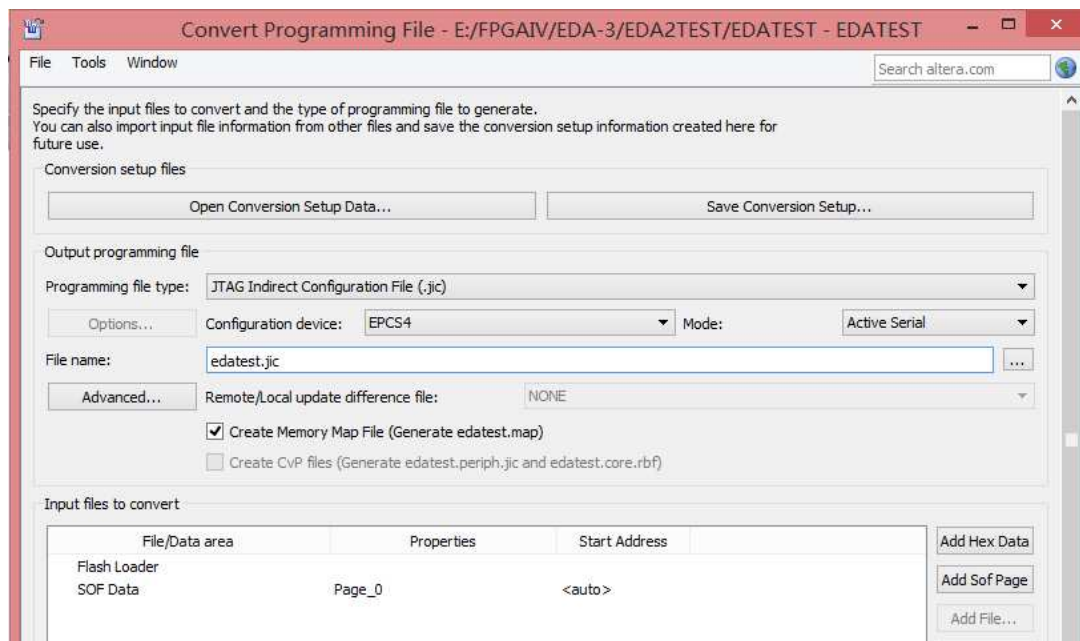 Convert Programming File - E:/FPGAIV/EDA-3/EDA2TEST/EDATEST - EDATEST
File Tools Window
Search altera.com
Specify the input files to convert and the type of programming file to generate.
You can also import input file information from other files and save the conversion setup information created here for
future use.
Conversion setup files
Open Conversion Setup Data...
Save Conversion Setup...
Output programming file
Programming file type: JTAG Indirect Configuration File (.jic)
Options... Configuration device: EPCS4 Mode: Active Serial
File name: edatest.jic ...
Advanced... Remote/Local update difference file: NONE
Create Memory Map File (Generate edatest.map)
Create CvP files (Generate edatest.periph.jic and edatest.core.rbf)
Input files to convert
File/Data area Properties Start Address
Add Hex Data
Flash Loader
SOF Data Page_0 <auto>
Add Sof Page
Add File...